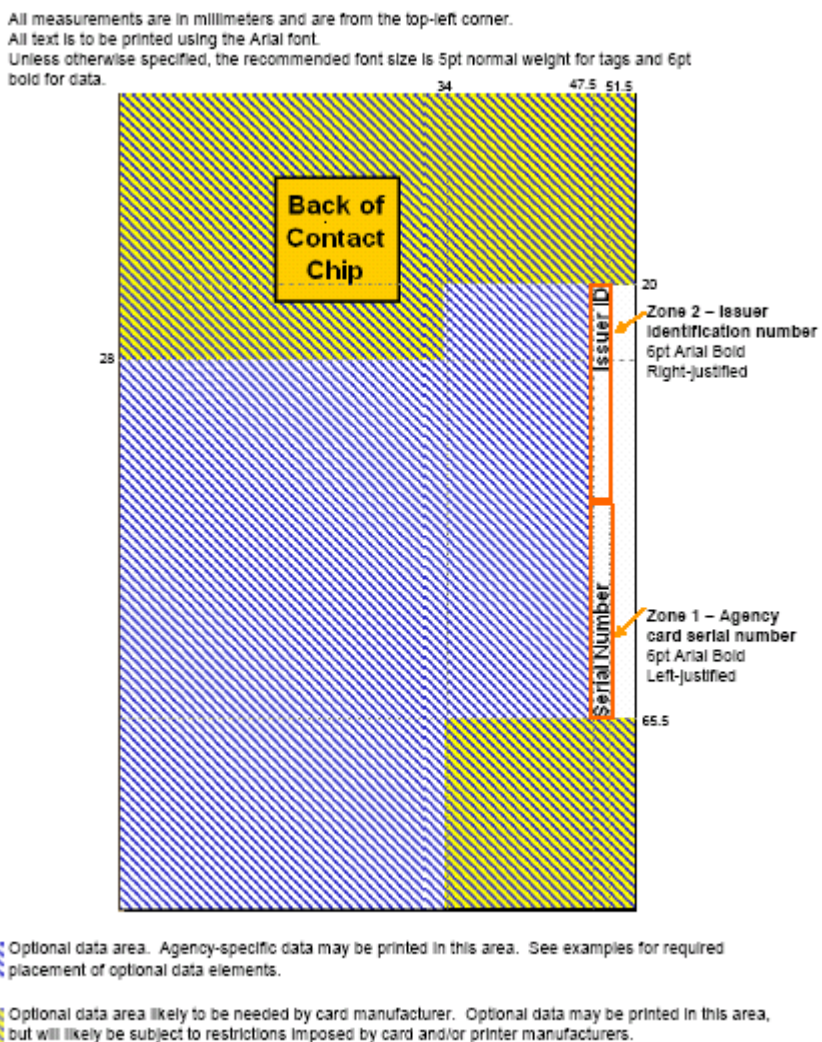 All measurements are in millimeters and are from the top-left corner.
All text is to be printed using the Arial font.
Unless otherwise specified, the recommended font size is 5pt normal weight for tags and 6pt
bold for data.
34
47.5
51.5
Back of
Contact
Chip
20
Issuer ID
Zone 2 – Issuer
Identification number
6pt Arial Bold
Right-justified
28
Serial Number
Zone 1 – Agency
card serial number
6pt Arial Bold
Left-justified
65.5
Optional data area. Agency-specific data may be printed in this area. See examples for required
placement of optional data elements.
Optional data area likely to be needed by card manufacturer. Optional data may be printed in this area,
but will likely be subject to restrictions imposed by card and/or printer manufacturers.